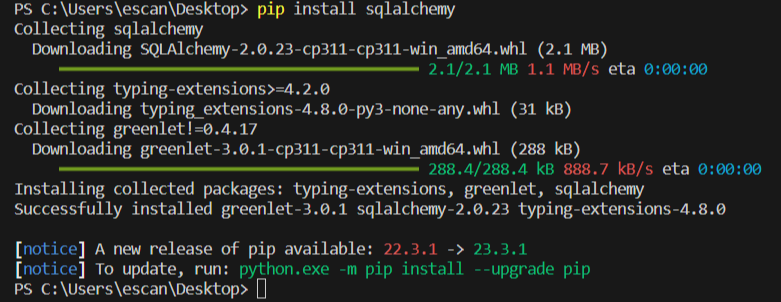 PS C:\Users\escan\Desktop> pip install sqlalchemy
Collecting sqlalchemy
Downloading SQLAlchemy-2.0.23-cp311-cp311-win_amd64.whl (2.1 MB)
2.1/2.1 MB 1.1 MB/s eta 0:00:00
Collecting typing-extensions>=4.2.0
Downloading typing_extensions-4.8.0-py3-none-any.whl (31 kB)
Collecting greenlet!=0.4.17
Downloading greenlet-3.0.1-cp311-cp311-win_amd64.whl (288 kB)
288.4/288.4 kB 888.7 kB/s eta 0:00:00
Installing collected packages: typing-extensions, greenlet, sqlalchemy
Successfully installed greenlet-3.0.1 sqlalchemy-2.0.23 typing-extensions-4.8.0
[notice] A new release of pip available: 22.3.1 -> 23.3.1
[notice] To update, run: python.exe -m pip install --upgrade pip
PS C:\Users\escan\Desktop>